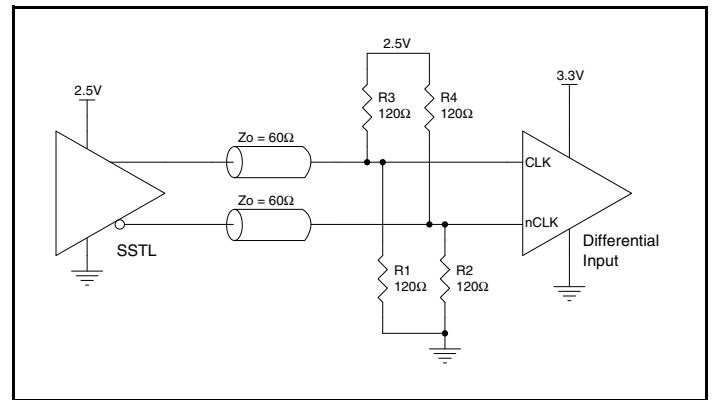 2.5V
3.3V
2.5V
R3
120Ω
R4
120Ω
Zo = 60Ω
CLK
Zo = 60Ω
nCLK
SSTL
Differential
Input
R1
120Ω
R2
120Ω